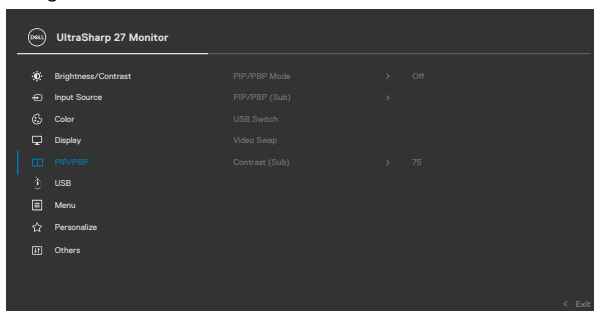 DELL UltraSharp 27 Monitor
Brightness/Contrast PIP/PBP Mode > Off
Input Source PIP/PBP (Sub) >
Color USB Switch
Display Video Swap
PIP/PBP Contrast (Sub) > 75
USB
Menu
Personalize
Others
< Exit